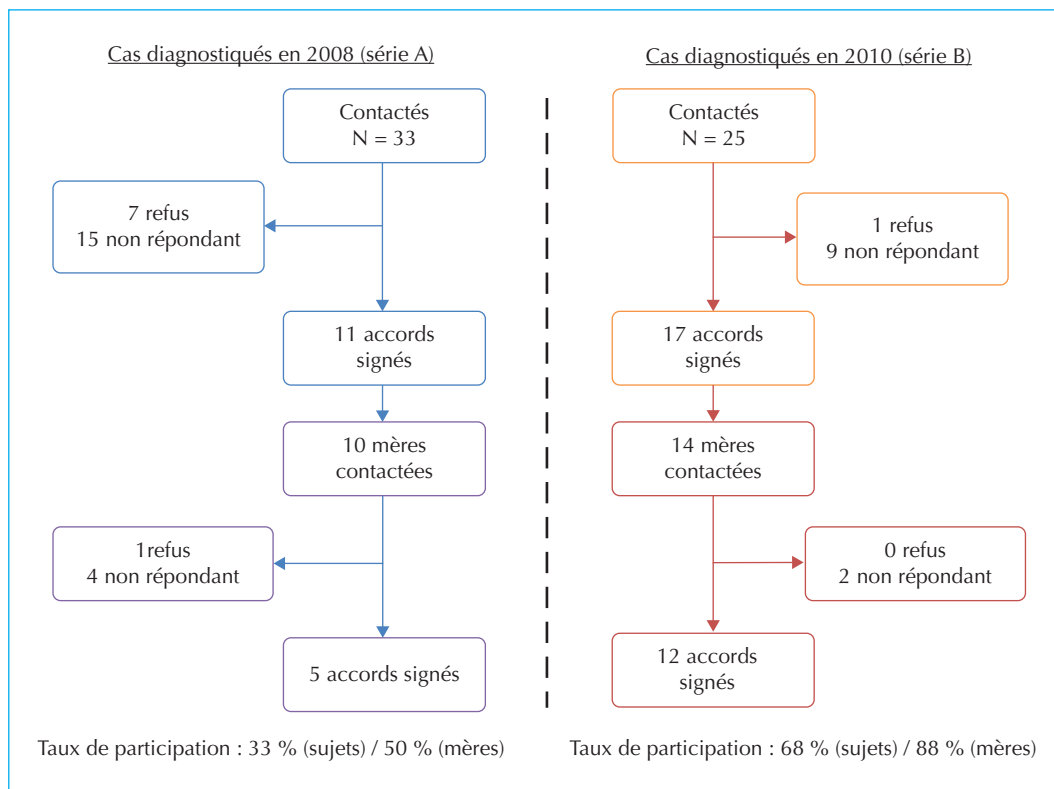 Cas diagnostiqués en 2008 (série A)
Contactés
N = 33
7 refus
15 non répondant
11 accords
signés
10 mères
contactées
1refus
4 non répondant
5 accords signés
Taux de participation : 33 % (sujets) / 50 % (mères)
Cas diagnostiqués en 2010 (série B)
Contactés
N = 25
1 refus
9 non répondant
17 accords
signés
14 mères
contactées
0 refus
2 non répondant
12 accords
signés
Taux de participation : 68 % (sujets) / 88 % (mères)